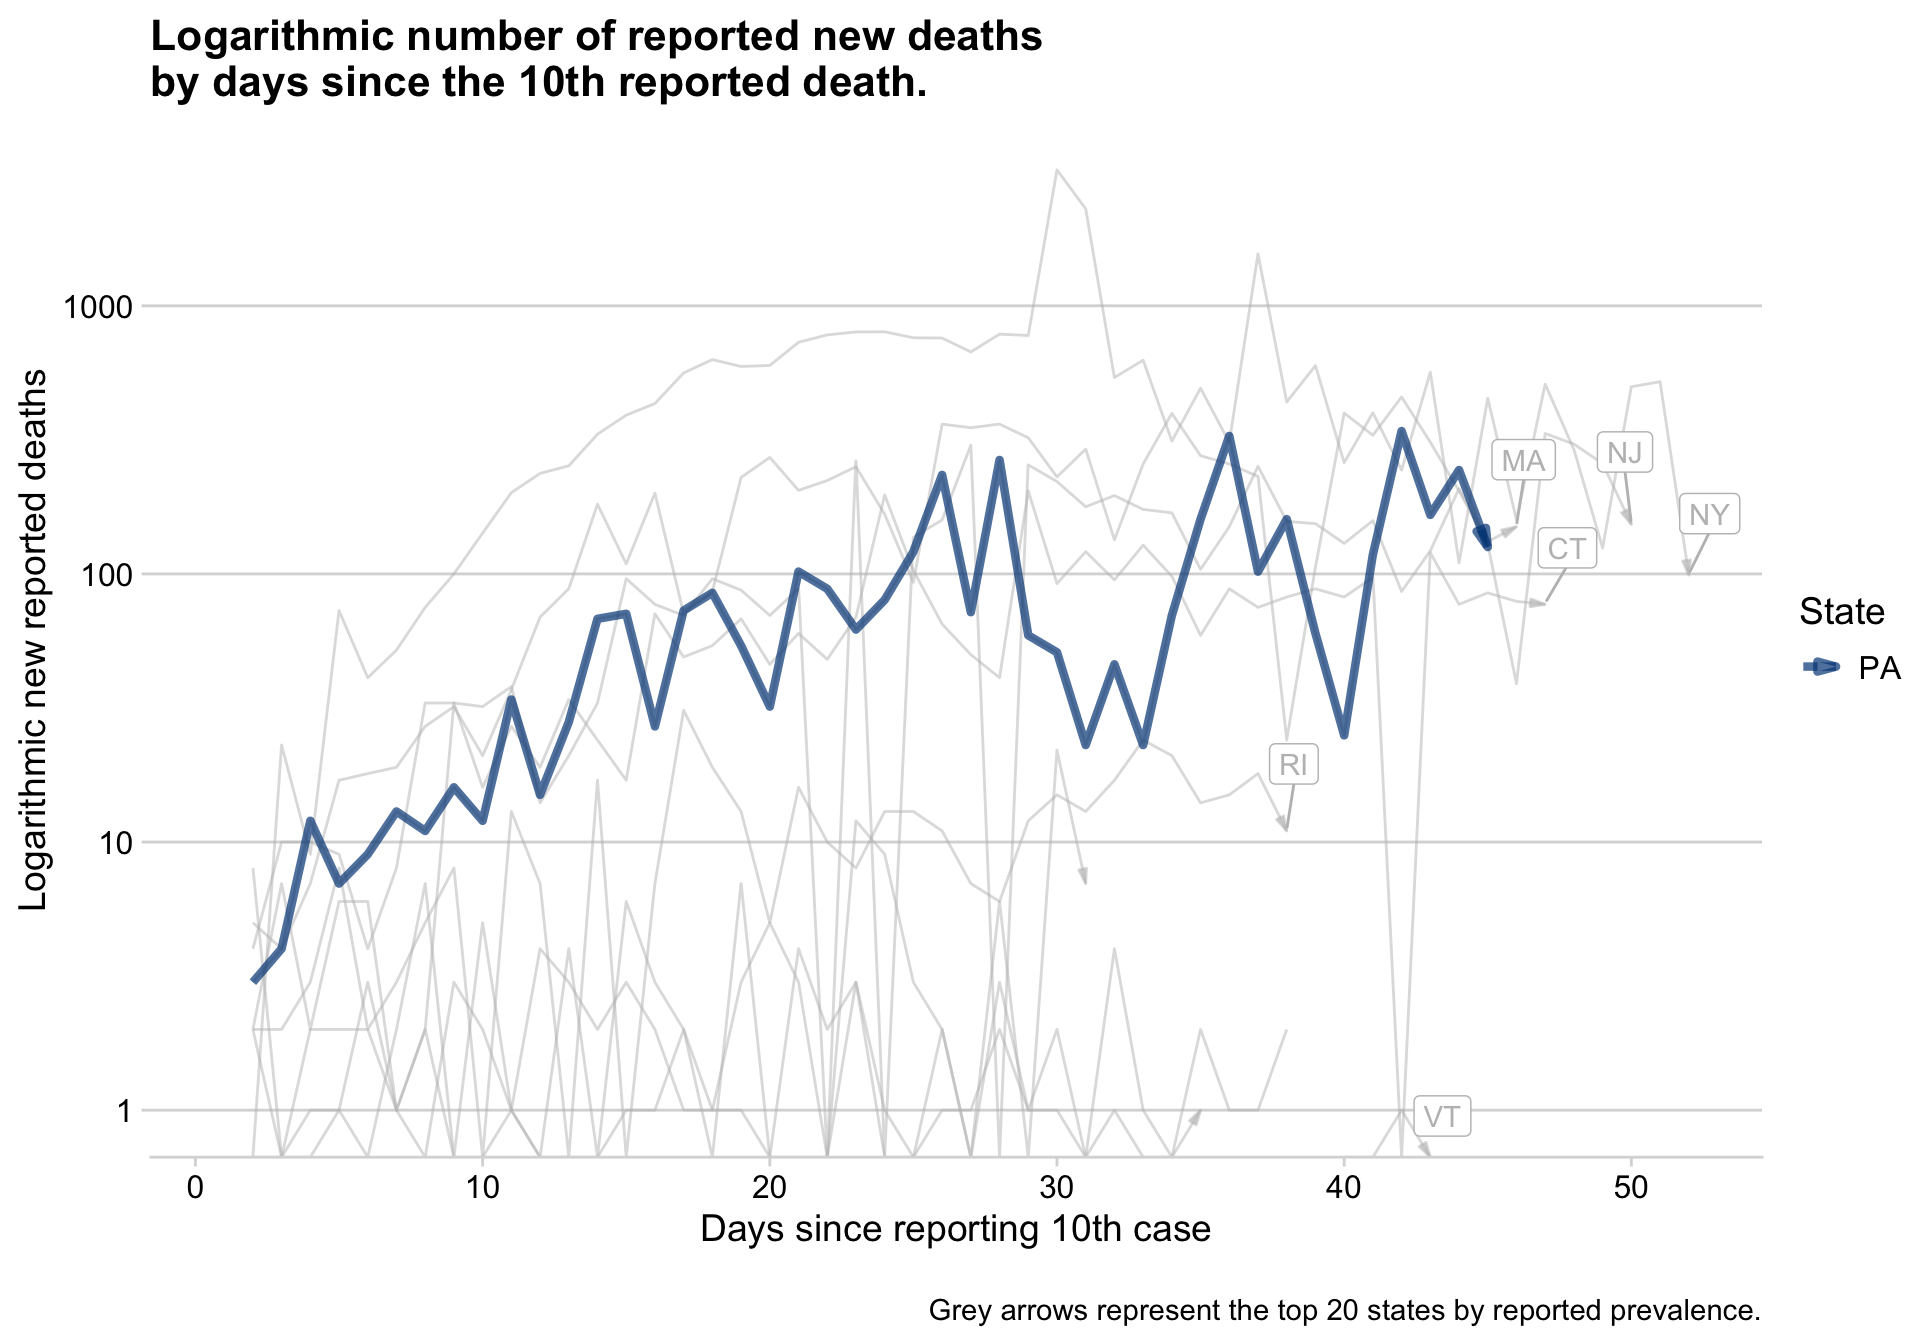 Logarithmic number of reported new deaths
by days since the 10th reported death.
Logarithmic new reported deaths
1000
100
10
1
MA
NJ
NY
CT
RI
VT
State
PA
0 10 20 30 40 50
Days since reporting 10th case
Grey arrows represent the top 20 states by reported prevalence.